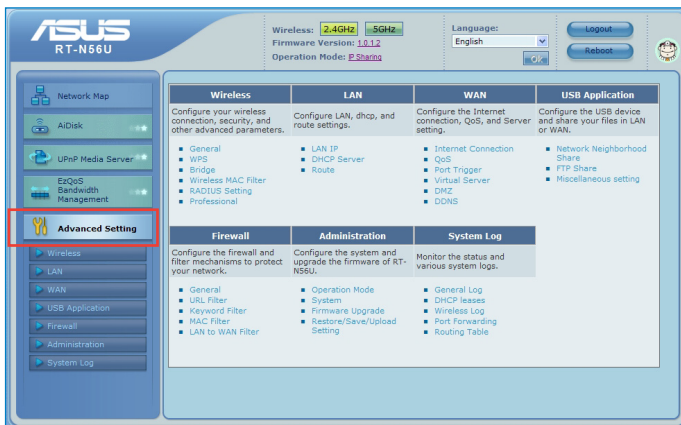 ASUS
RT-N56U
Wireless: 2.4GHz 5GHz
Firmware Version: 1.0.1.2
Operation Mode: IP Sharing
Language:
English
OK
Logout
Reboot
Network Map
AiDisk
UPnP Media Server
EzQoS
Bandwidth
Management
Advanced Setting
Wireless
LAN
WAN
USB Application
Firewall
Administration
System Log
Wireless
Configure your wireless
connection, security, and
other advanced parameters.
General
WPS
Bridge
Wireless MAC Filter
RADIUS Setting
Professional
LAN
Configure LAN, dhcp, and
route settings.
LAN IP
DHCP Server
Route
WAN
Configure the Internet
connection, QoS, and Server
setting.
Internet Connection
QoS
Port Trigger
Virtual Server
DMZ
DDNS
USB Application
Configure the USB device
and share your files in LAN
or WAN.
Network Neighborhood
Share
FTP Share
Miscellaneous setting
Firewall
Configure the firewall and
filter mechanisms to protect
your network.
General
URL Filter
Keyword Filter
MAC Filter
LAN to WAN Filter
Administration
Configure the system and
upgrade the firmware of RT-
N56U.
Operation Mode
System
Firmware Upgrade
Restore/Save/Upload
Setting
System Log
Monitor the status and
various system logs.
General Log
DHCP leases
Wireless Log
Port Forwarding
Routing Table